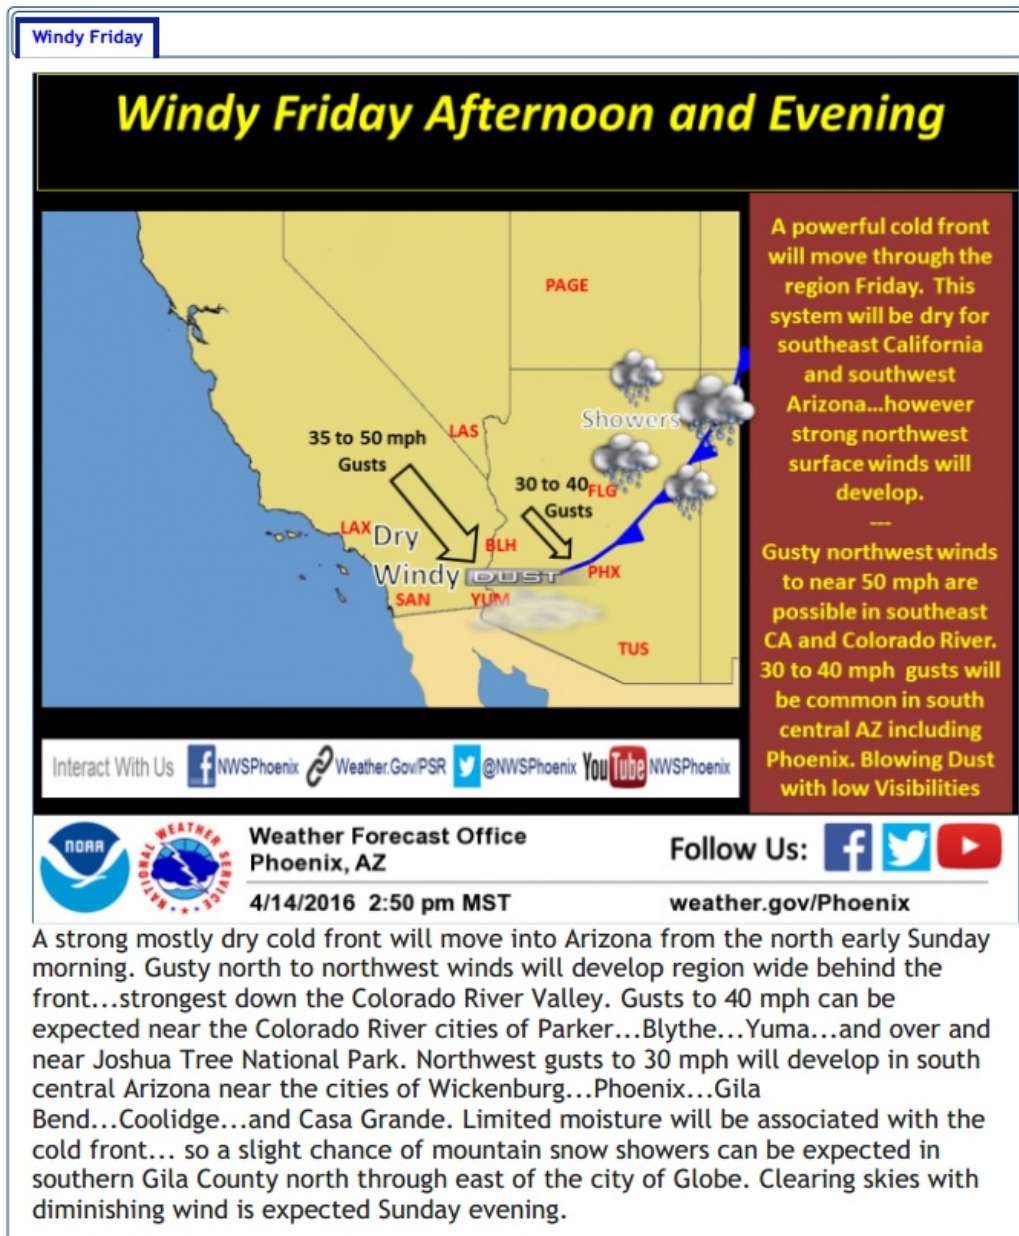 Windy Friday
Windy Friday Afternoon and Evening
A powerful cold front
will move through the
region Friday. This
system will be dry for
southeast California
and southwest
Arizona...however
strong northwest
surface winds will
develop.
---
Gusty northwest winds
to near 50 mph are
possible in southeast
CA and Colorado River.
30 to 40 mph gusts will
be common in south
central AZ including
Phoenix. Blowing Dust
with low Visibilities
PAGE
Showers
LAS
35 to 50 mph
Gusts
30 to 40
Gusts
FLG
LAX
Dry
BLH
Windy
DUST
PHX
SAN
YUM
TUS
Interact With Us NWSPhoenix Weather.Gov/PSR @NWSPhoenix YouTube NWSPhoenix
NOAA
NATIONAL WEATHER SERVICE
Weather Forecast Office
Phoenix, AZ
Follow Us:
4/14/2016 2:50 pm MST
weather.gov/Phoenix
A strong mostly dry cold front will move into Arizona from the north early Sunday
morning. Gusty north to northwest winds will develop region wide behind the
front...strongest down the Colorado River Valley. Gusts to 40 mph can be
expected near the Colorado River cities of Parker...Blythe...Yuma...and over and
near Joshua Tree National Park. Northwest gusts to 30 mph will develop in south
central Arizona near the cities of Wickenburg...Phoenix...Gila
Bend...Coolidge...and Casa Grande. Limited moisture will be associated with the
cold front... so a slight chance of mountain snow showers can be expected in
southern Gila County north through east of the city of Globe. Clearing skies with
diminishing wind is expected Sunday evening.